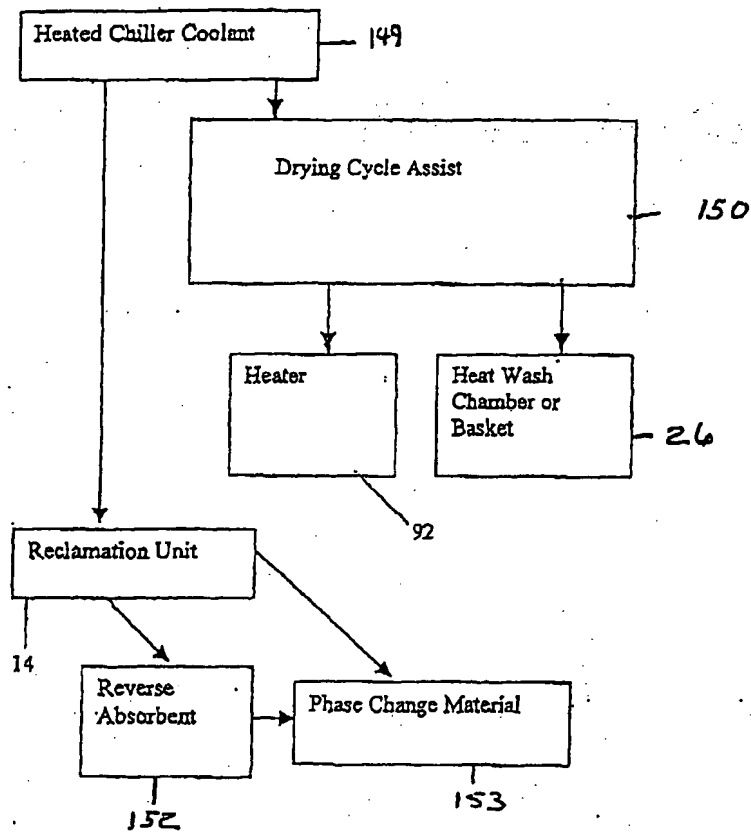 Heated Chiller Coolant
149
Drying Cycle Assist
150
Heater
Heat Wash
Chamber or
Basket
26
92
Reclamation Unit
14
Reverse
Absorbent
Phase Change Material
152
153